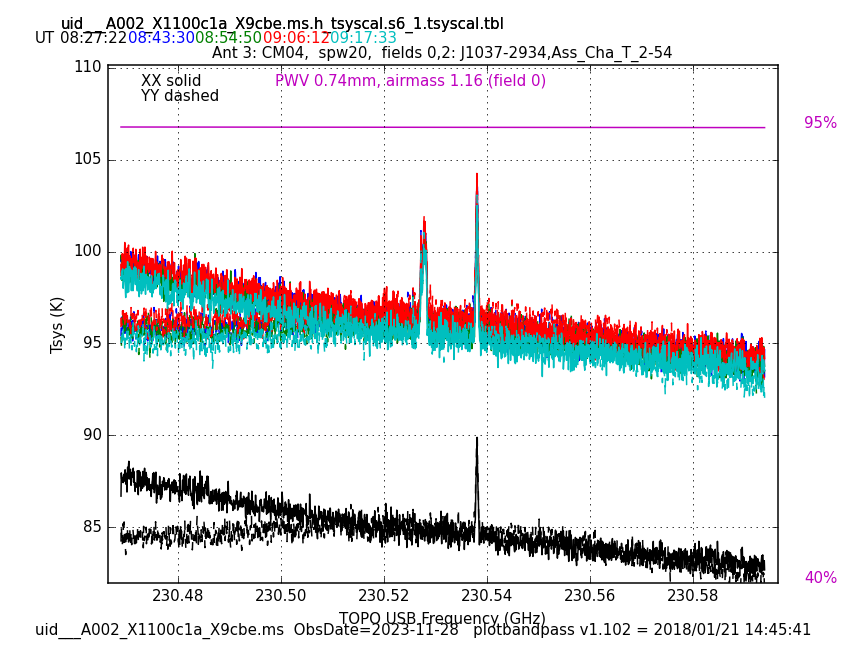 uid___A002_X1100c1a_X9cbe.ms.h_tsyscal.s6_1.tsyscal.tbl
UT 08:27:22 08:43:30 08:54:50 09:06:12 09:17:33
Ant 3: CM04,  spw20,  fields 0,2: J1037-2934,Ass_Cha_T_2-54
XX solid PWV 0.74mm, airmass 1.16 (field 0)
YY dashed
110
105
100
95
90
85
95%
40%
Tsys (K)
230.48 230.50 230.52 230.54 230.56 230.58
TOPO USB Frequency (GHz)
uid___A002_X1100c1a_X9cbe.ms  ObsDate=2023-11-28   plotbandpass v1.102 = 2018/01/21 14:45:41